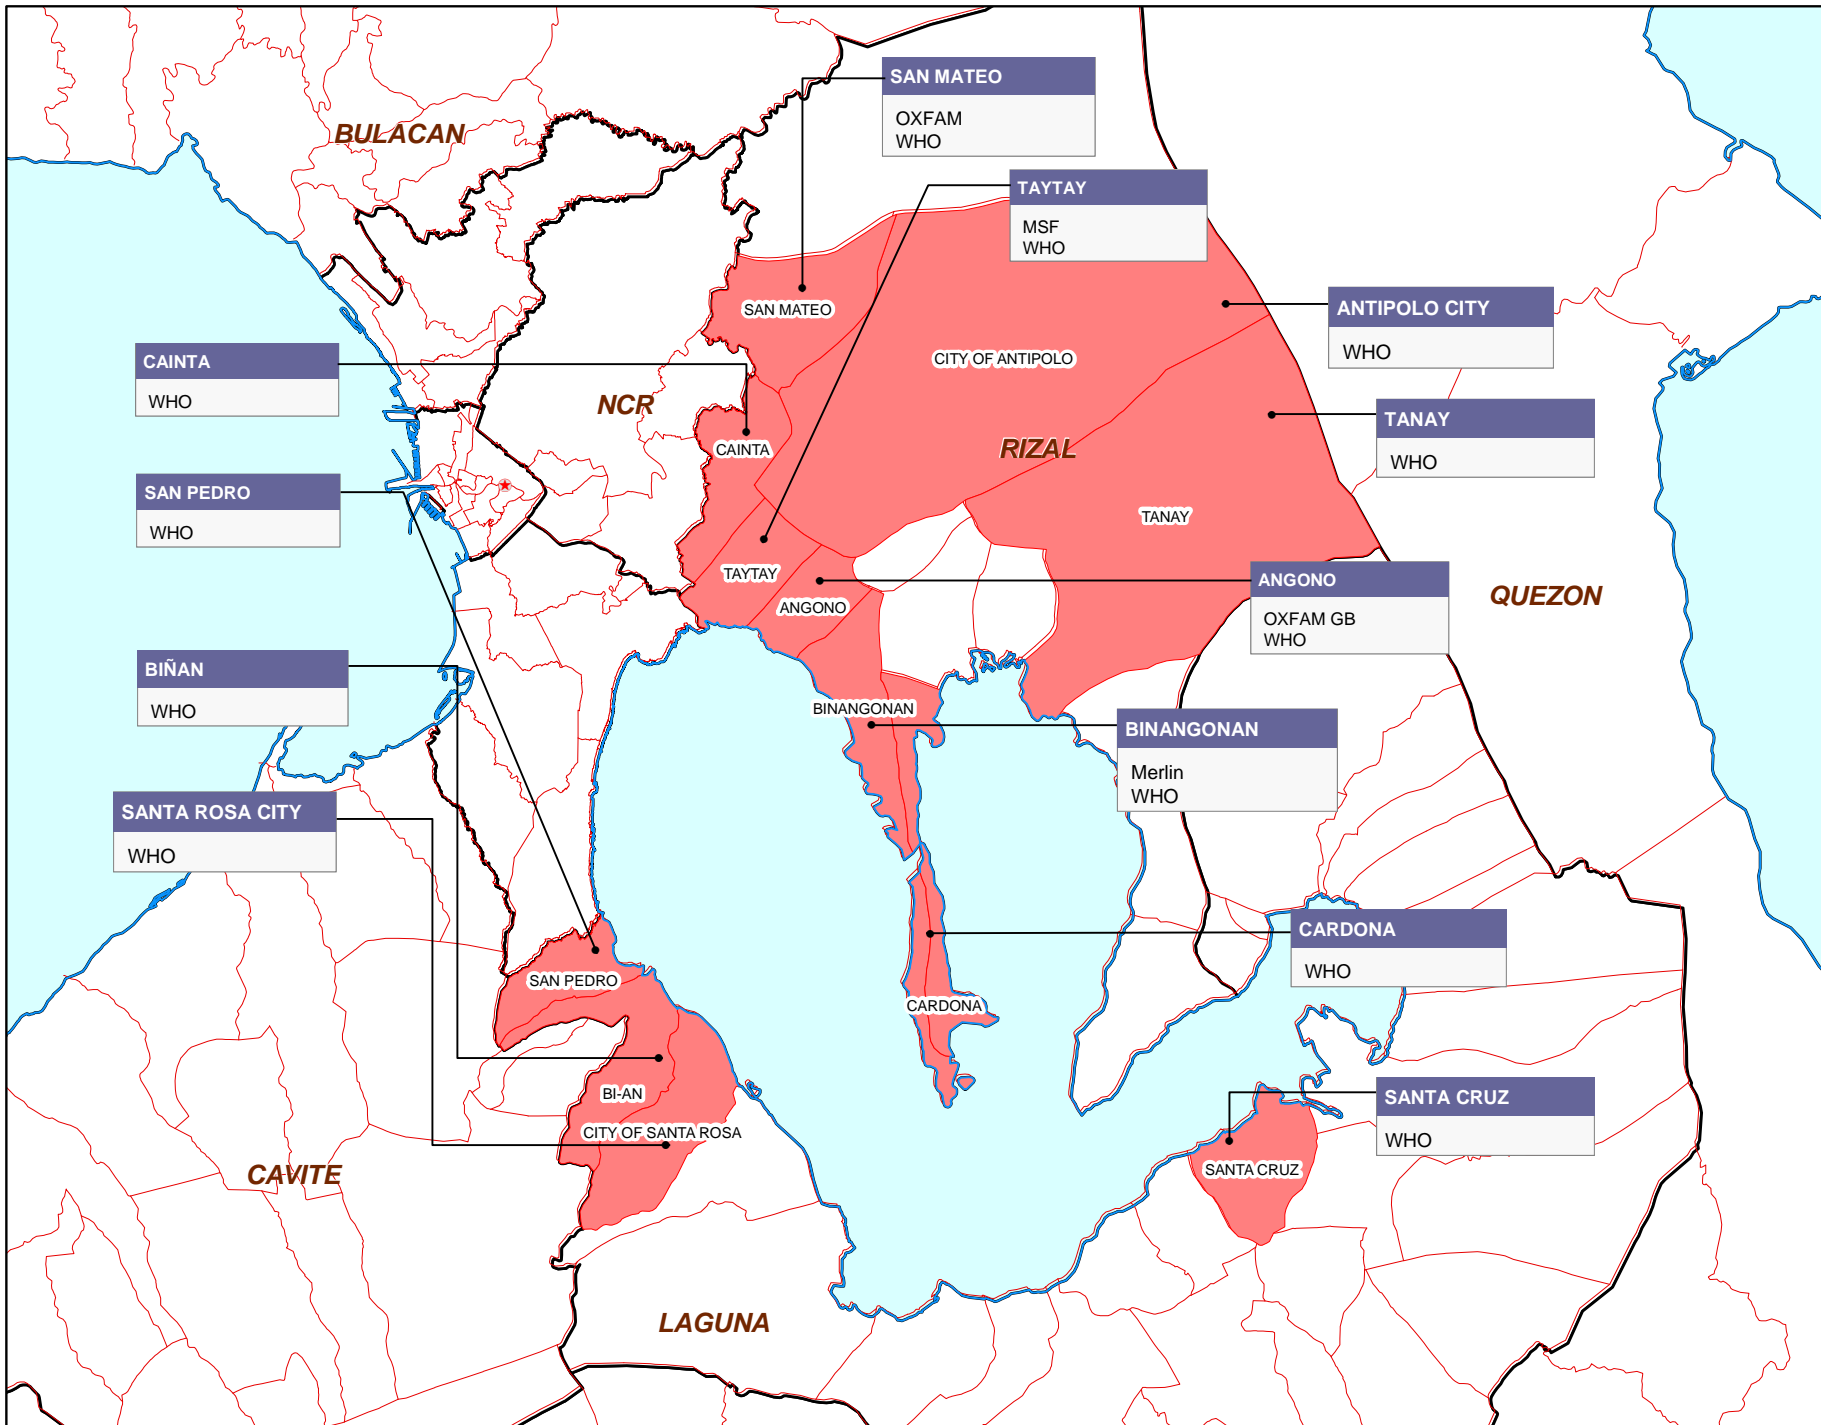 SAN MATEO
OXFAM
WHO
BULACAN
TAYTAY
MSF
WHO
SAN MATEO
ANTIPOLO CITY
WHO
CITY OF ANTIPOLO
CAINTA
WHO
NCR
TANAY
WHO
CAINTA
RIZAL
SAN PEDRO
WHO
TANAY
TAYTAY
ANGONO
ANGONO
OXFAM GB
WHO
QUEZON
BIÑAN
WHO
BINANGONAN
BINANGONAN
Merlin
WHO
SANTA ROSA CITY
WHO
CARDONA
WHO
SAN PEDRO
CARDONA
BI-AN
SANTA CRUZ
WHO
CITY OF SANTA ROSA
SANTA CRUZ
CAVITE
LAGUNA